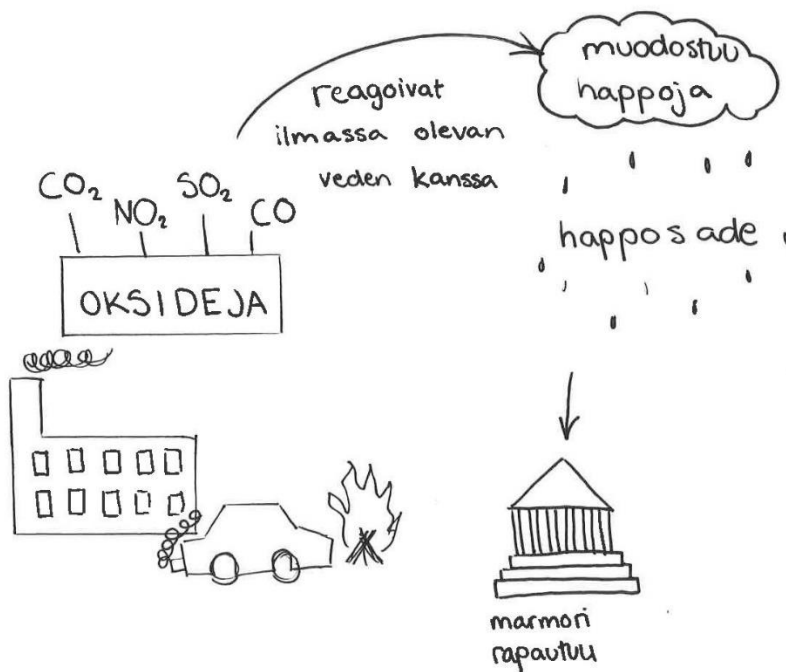 muodostuu
happoja
reagoivat
ilmassa olevan
veden kanssa
CO₂
NO₂
SO₂
CO
OKSIDEJA
happosade
marmori
rapautuu